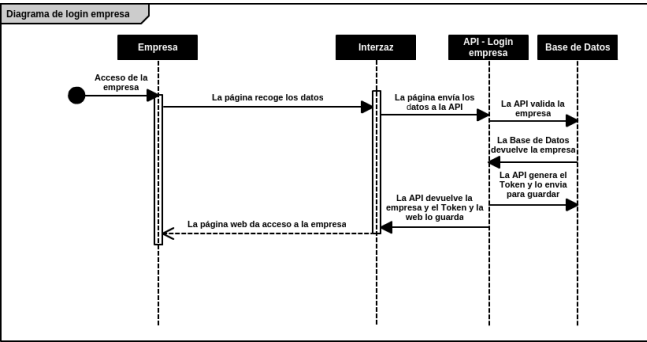 Diagrama de login empresa
Empresa
Interzaz
API - Login
empresa
Base de Datos
Acceso de la
empresa
La página recoge los datos
La página envía los
datos a la API
La API valida la
empresa
La Base de Datos
devuelve la empresa
La API genera el
Token y lo envia
para guardar
La API devuelve la
empresa y el Token y la
web lo guarda
La página web da acceso a la empresa